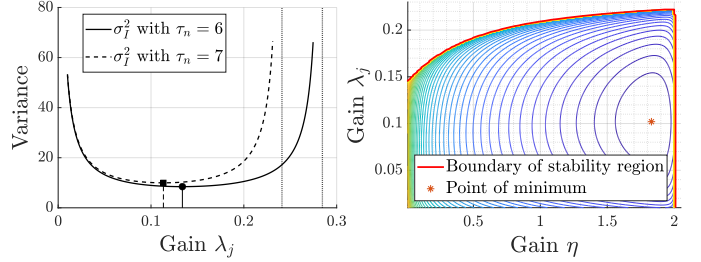 80
60
40
20
0
Variance
0
0.1
0.2
0.3
Gain λ_j
σ_I^2 with τ_n = 6
σ_I^2 with τ_n = 7
0.2
0.15
0.1
0.05
Gain λ_j
0.5
1
1.5
2
Gain η
Boundary of stability region
Point of minimum